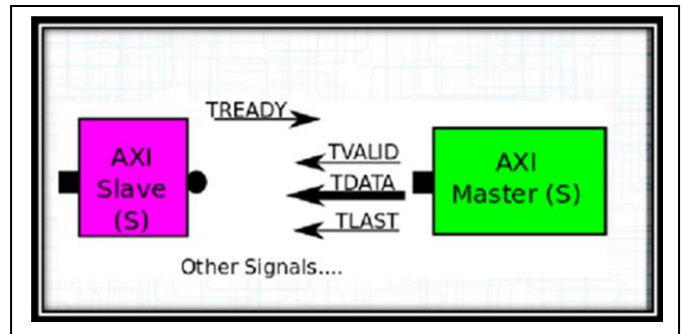 TREADY
TVALID
TDATA
TLAST
AXI
Slave
(S)
AXI
Master (S)
Other Signals....